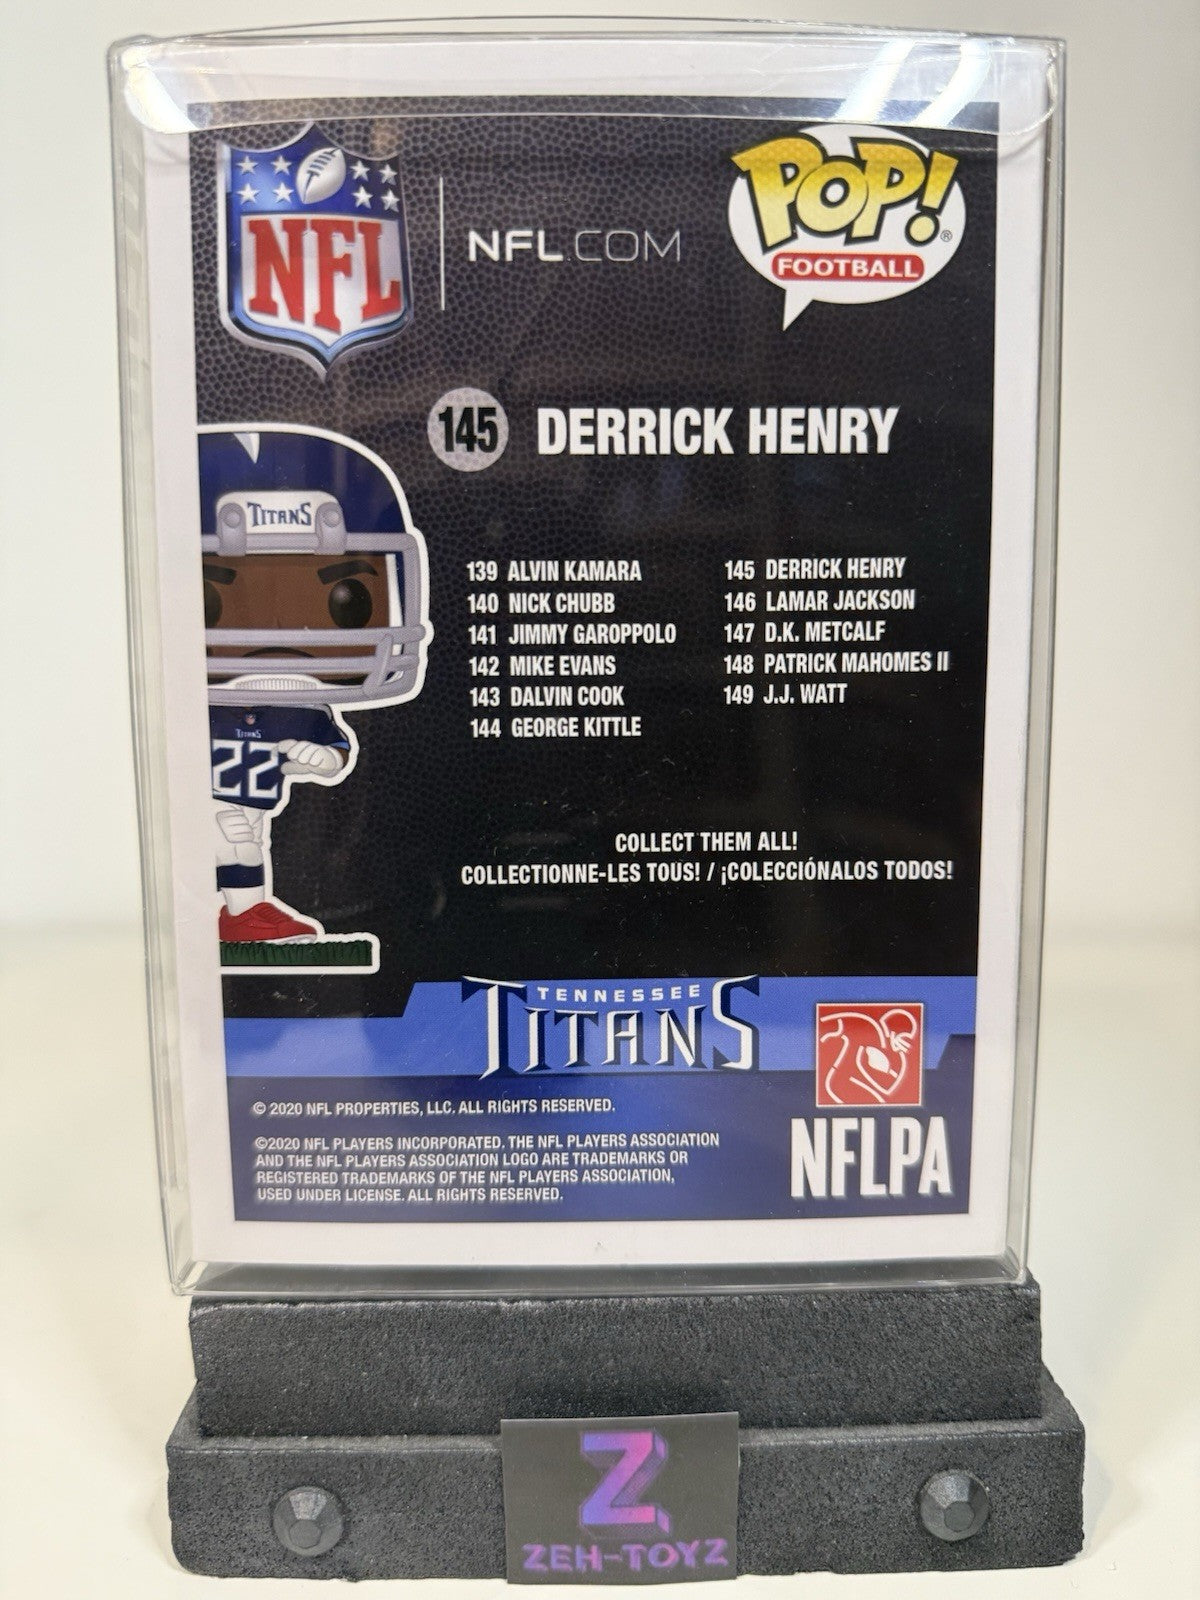 NFL
NFL.COM
POP!®
FOOTBALL
145 DERRICK HENRY
TITANS
TITANS
22
139 ALVIN KAMARA
140 NICK CHUBB
141 JIMMY GAROPPOLO
142 MIKE EVANS
143 DALVIN COOK
144 GEORGE KITTLE
145 DERRICK HENRY
146 LAMAR JACKSON
147 D.K. METCALF
148 PATRICK MAHOMES II
149 J.J. WATT
COLLECT THEM ALL!
COLLECTIONNE-LES TOUS! / ¡COLECCIÓNALOS TODOS!
TENNESSEE
TITANS
© 2020 NFL PROPERTIES, LLC. ALL RIGHTS RESERVED.
©2020 NFL PLAYERS INCORPORATED. THE NFL PLAYERS ASSOCIATION
AND THE NFL PLAYERS ASSOCIATION LOGO ARE TRADEMARKS OR
REGISTERED TRADEMARKS OF THE NFL PLAYERS ASSOCIATION,
USED UNDER LICENSE. ALL RIGHTS RESERVED.
NFLPA
Z
ZEH-TOYZ